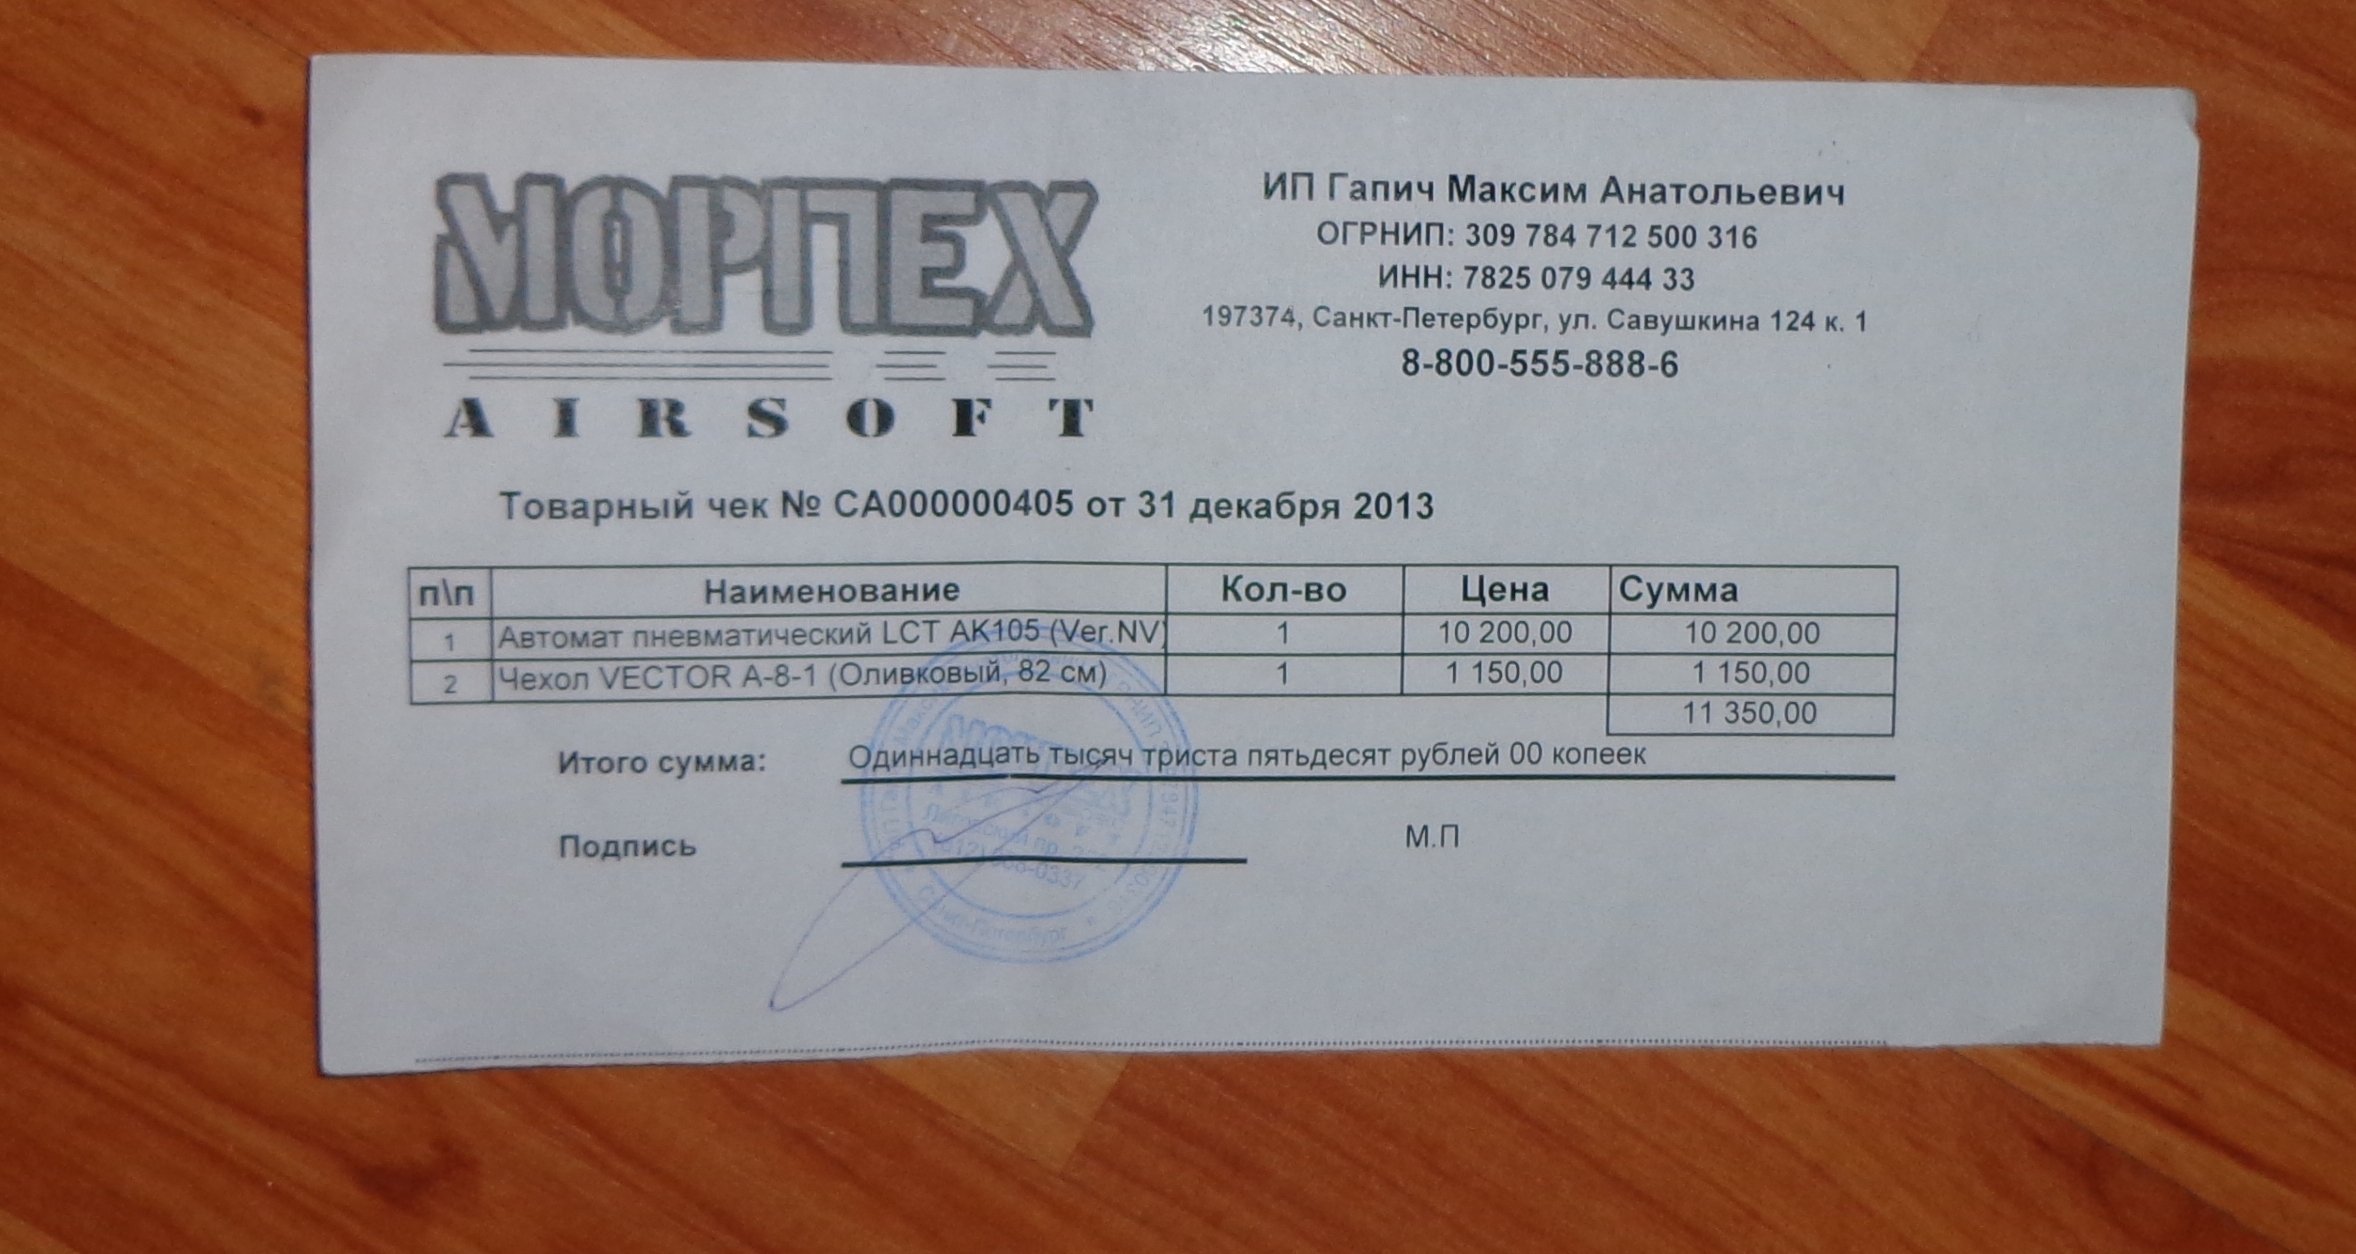 МОРПЕХ
AIRSOFT
ИП Гапич Максим Анатольевич
ОГРНИП: 309 784 712 500 316
ИНН: 7825 079 444 33
197374, Санкт-Петербург, ул. Савушкина 124 к. 1
8-800-555-888-6
Товарный чек № СА000000405 от 31 декабря 2013
п\п Наименование Кол-во Цена Сумма
1 Автомат пневматический LCT AK105 (Ver.NV) 1 10 200,00 10 200,00
2 Чехол VECTOR А-8-1 (Оливковый, 82 см) 1 1 150,00 1 150,00
11 350,00
Итого сумма: Одиннадцать тысяч триста пятьдесят рублей 00 копеек
Подпись М.П
Санкт-Петербург